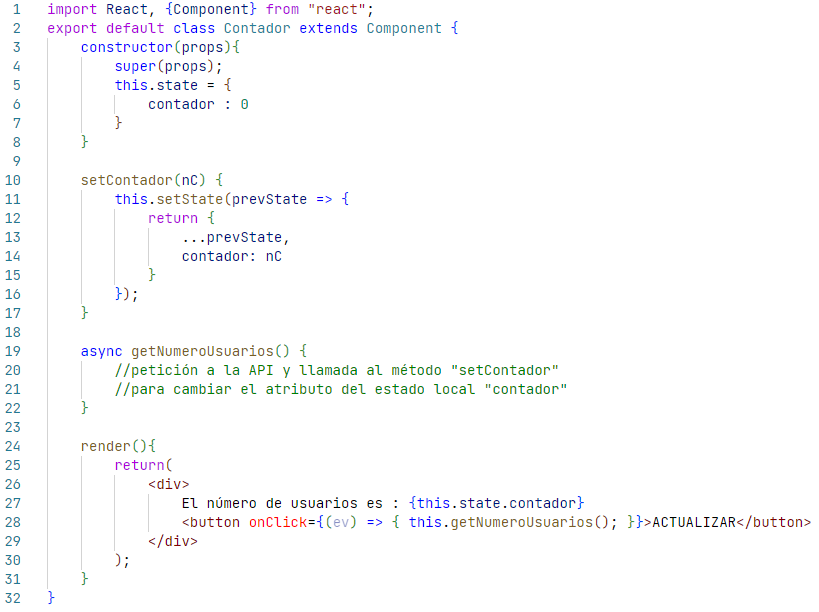 1 import React, {Component} from "react";
2 export default class Contador extends Component {
3 constructor(props){
4 super(props);
5 this.state = {
6 contador : 0
7 }
8 }
9
10 setContador(nC) {
11 this.setState(prevState => {
12 return {
13 ...prevState,
14 contador: nC
15 }
16 });
17 }
18
19 async getNumeroUsuarios() {
20 //petición a la API y llamada al método "setContador"
21 //para cambiar el atributo del estado local "contador"
22 }
23
24 render(){
25 return(
26 <div>
27 El número de usuarios es : {this.state.contador}
28 <button onClick={(ev) => { this.getNumeroUsuarios(); }}>ACTUALIZAR</button>
29 </div>
30 );
31 }
32 }